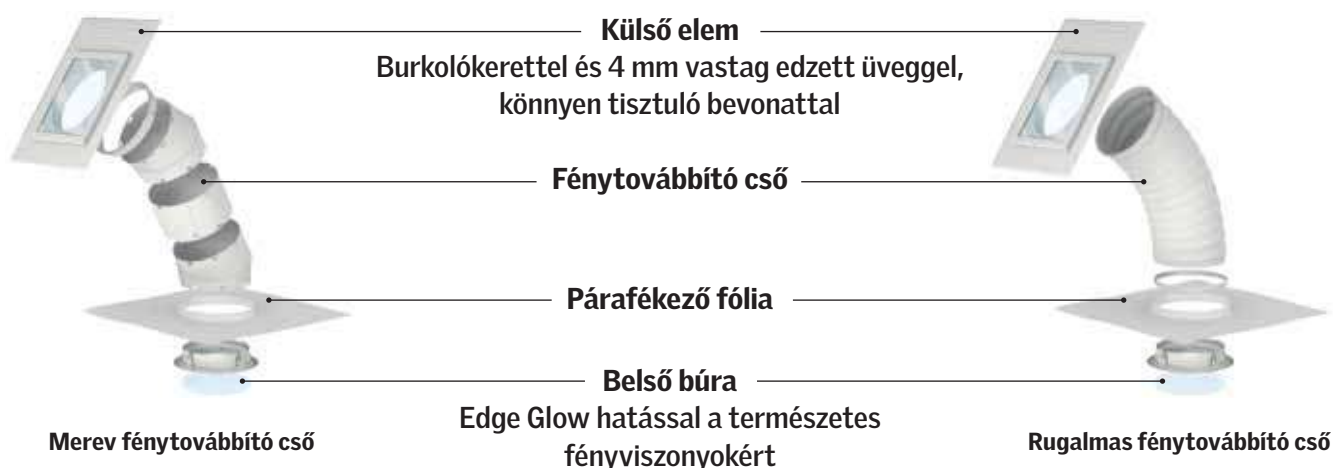 Külső elem
Burkolókerettel és 4 mm vastag edzett üveggel,
könnyen tisztuló bevonattal
Fénytovábbító cső
Párafékező fólia
Belső búra
Edge Glow hatással a természetes
fényviszonyokért
Merev fénytovábbító cső
Rugalmas fénytovábbító cső